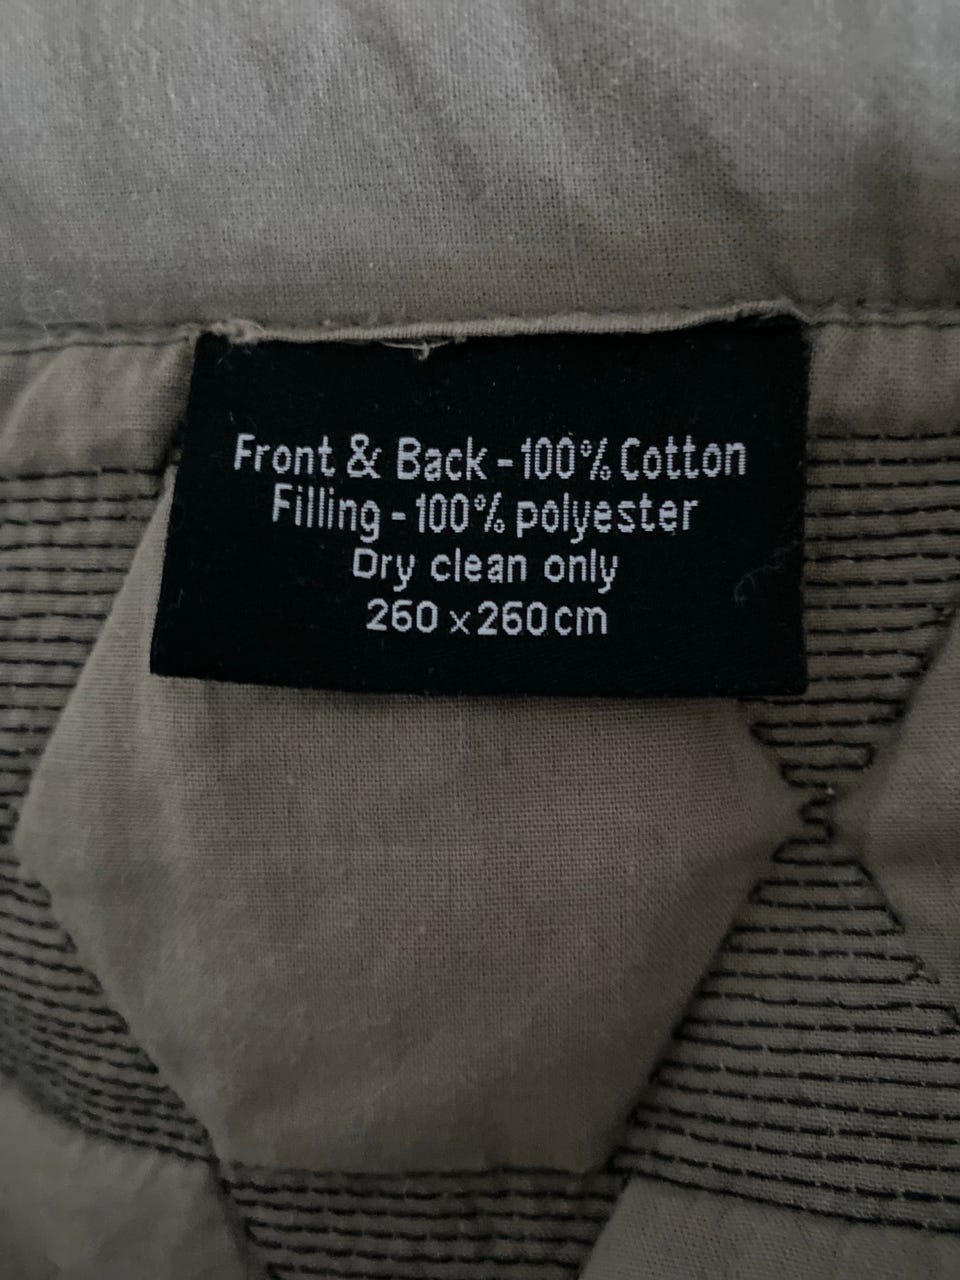 Front & Back - 100% Cotton
Filling - 100% polyester
Dry clean only
260 x 260 cm